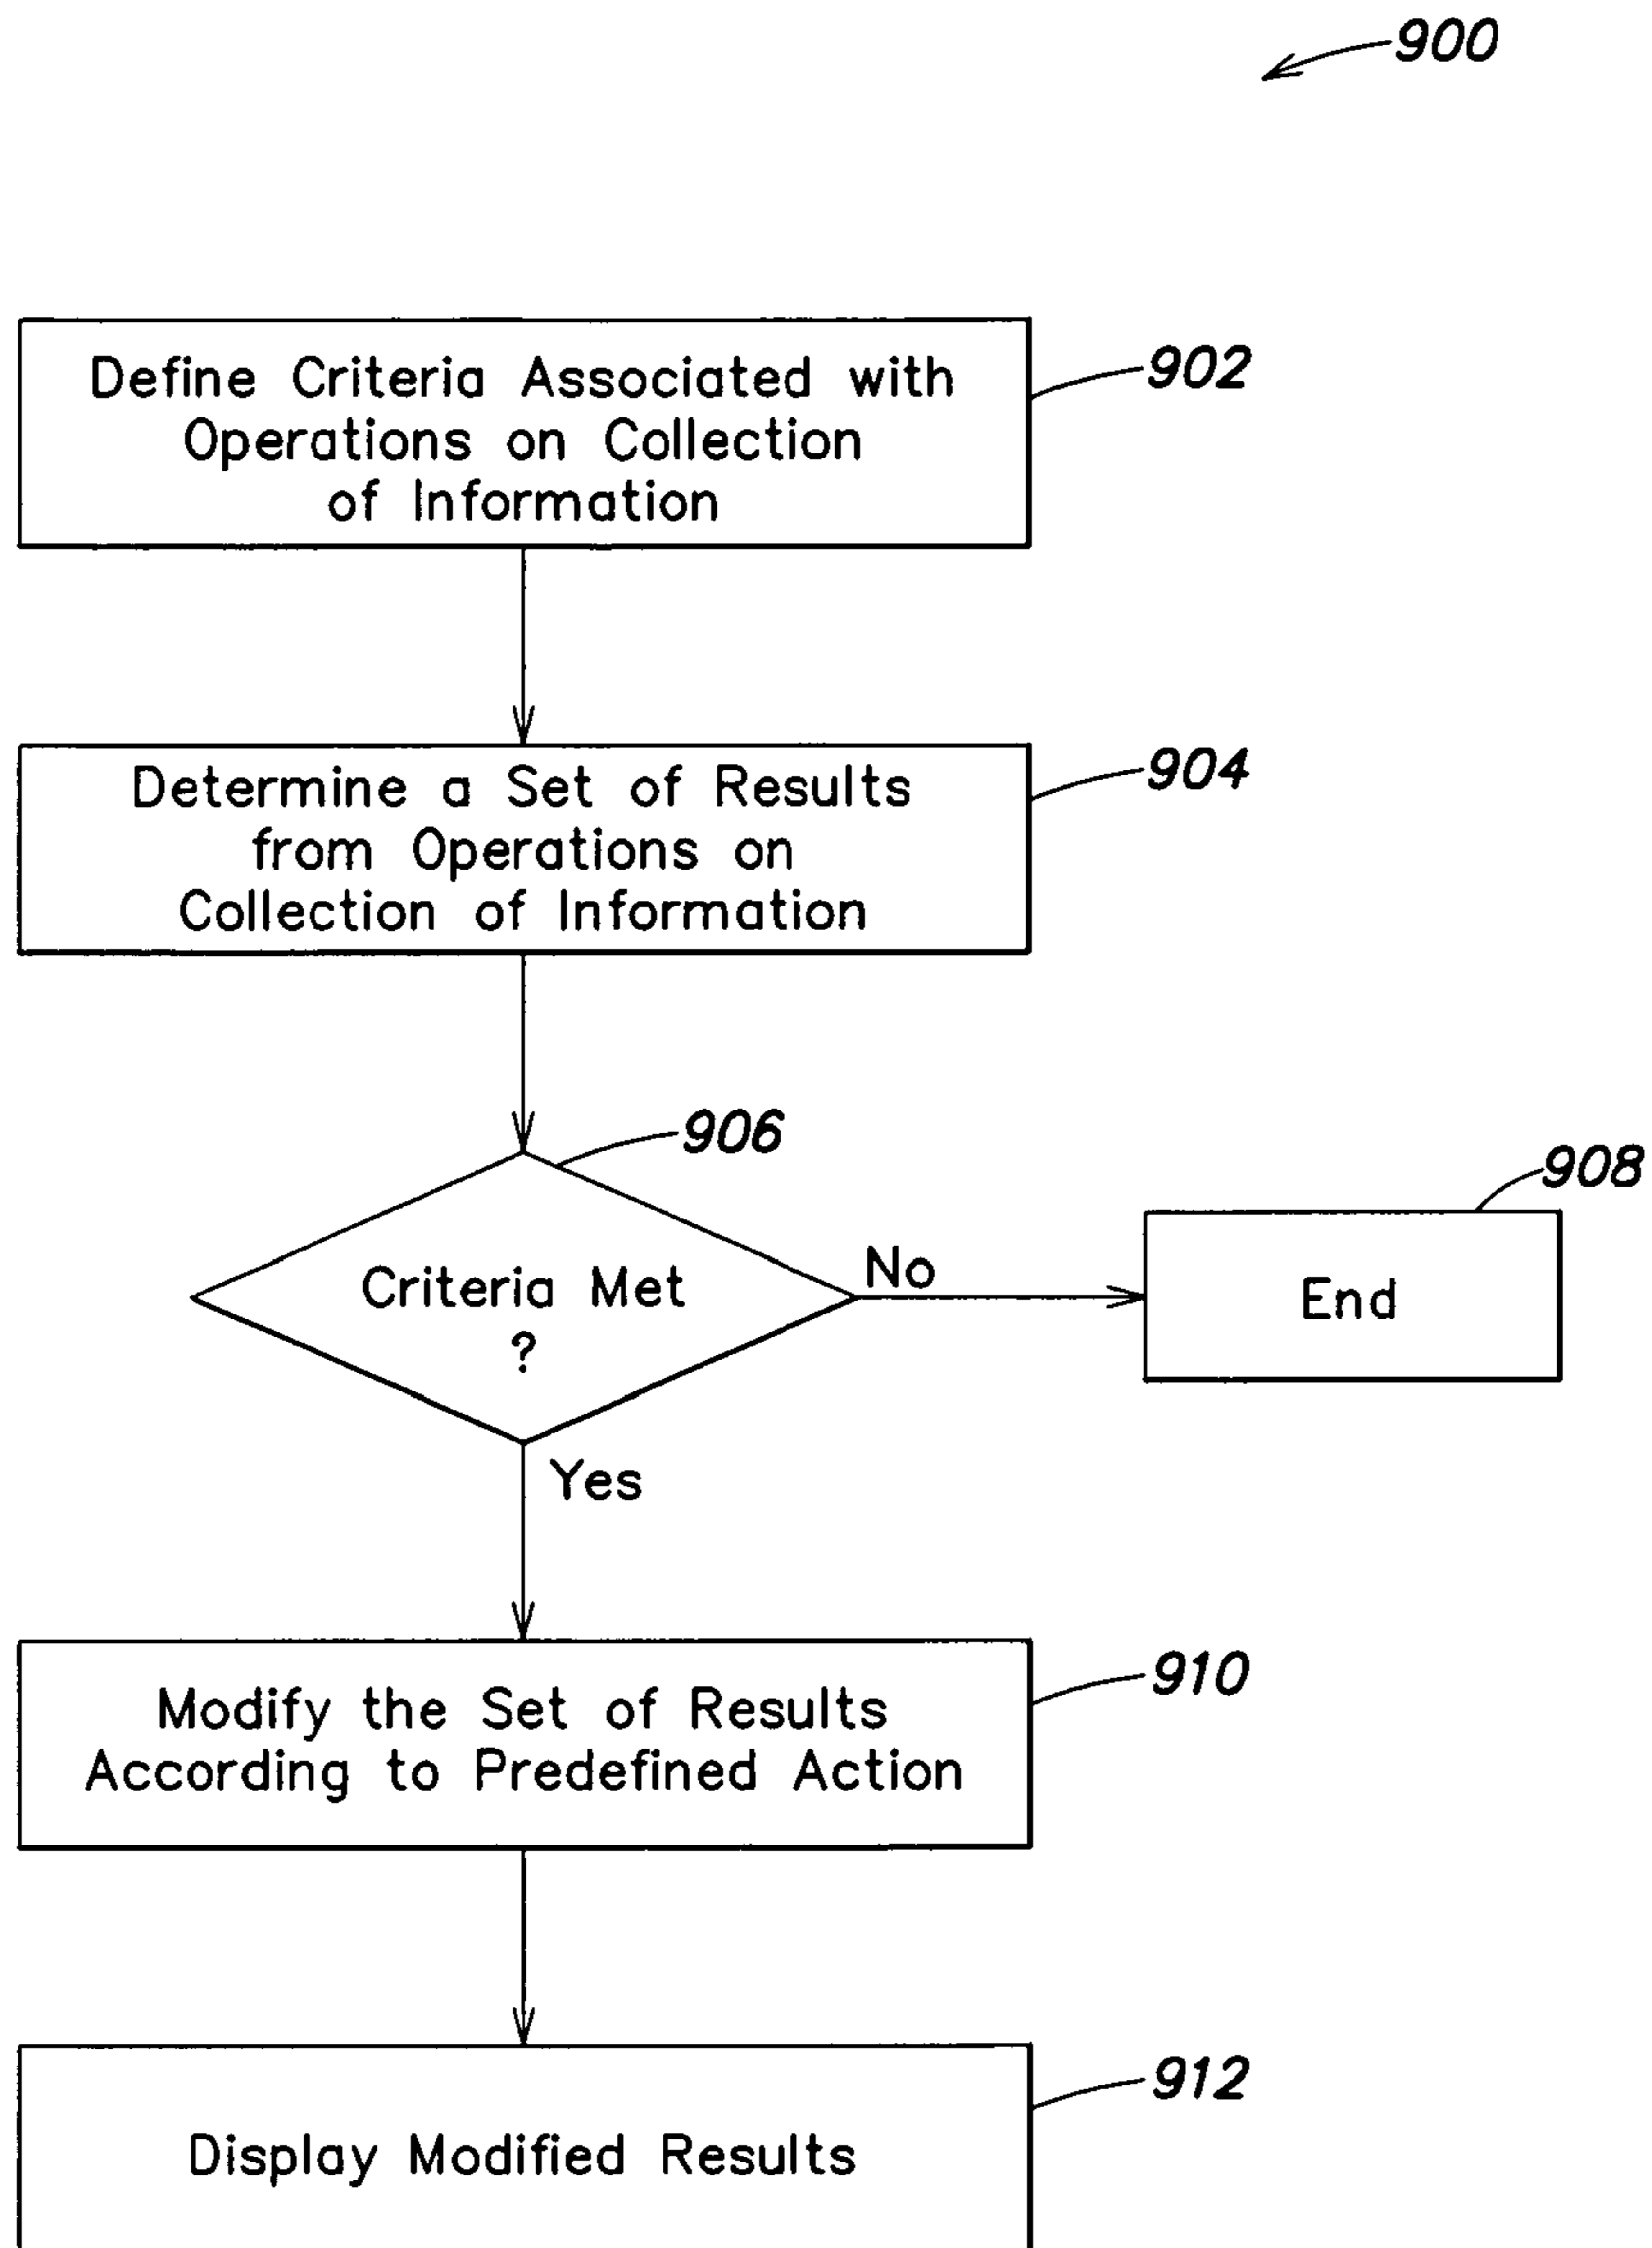 900
Define Criteria Associated with
Operations on Collection
of Information
902
Determine a Set of Results
from Operations on
Collection of Information
904
906
Criteria Met
?
No
908
End
Yes
Modify the Set of Results
According to Predefined Action
910
Display Modified Results
912